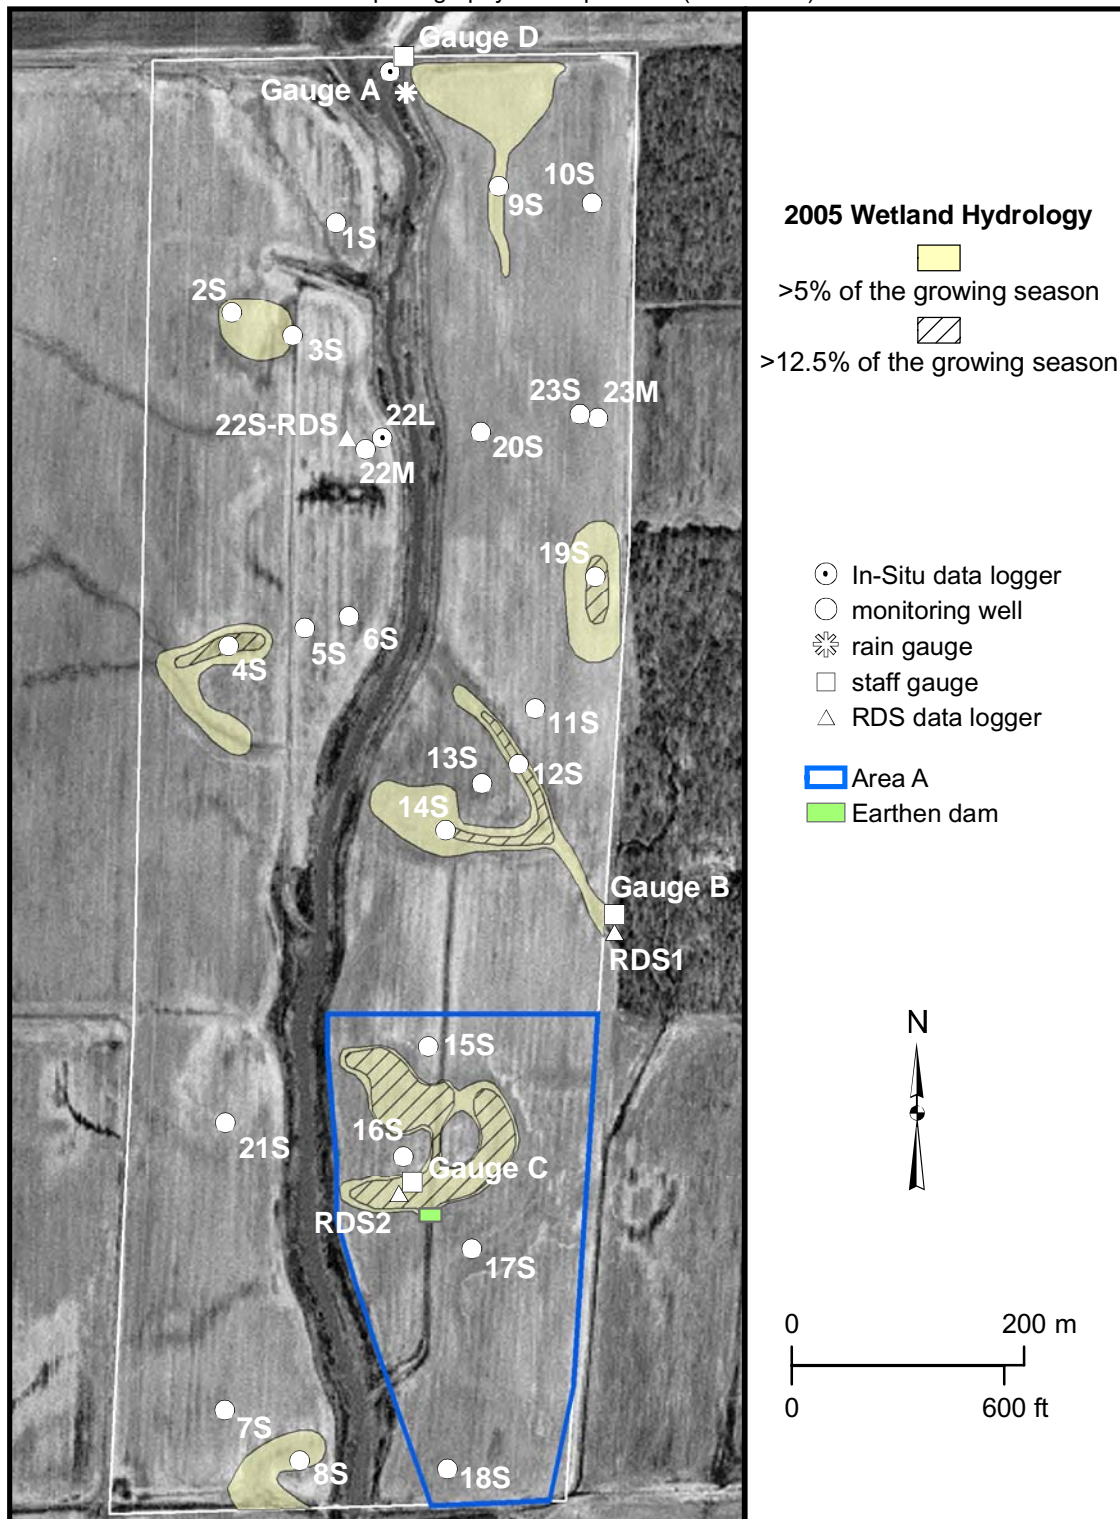 Gauge D
Gauge A
10S
9S
1S
2S
3S
23S
23M
22S-RDS
22L
20S
22M
19S
6S
5S
4S
11S
13S
12S
14S
Gauge B
RDS1
15S
16S
21S
Gauge C
RDS2
17S
7S
8S
18S
2005 Wetland Hydrology
>5% of the growing season
>12.5% of the growing season
In-Situ data logger
monitoring well
rain gauge
staff gauge
RDS data logger
Area A
Earthen dam
N
0 200 m
0 600 ft